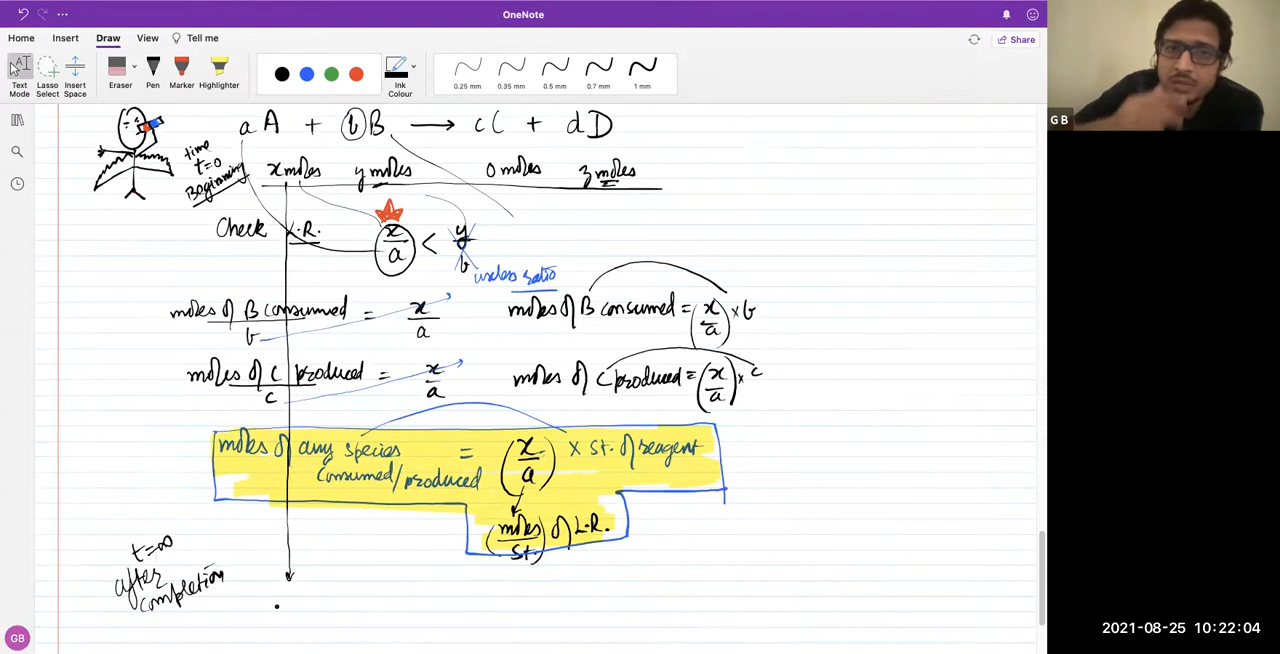 OneNote
Home Insert Draw View Tell me
Share
Text Mode
Lasso Select
Insert Space
Eraser
Pen
Marker
Highlighter
Ink Colour
0.25 mm 0.35 mm 0.5 mm 0.7 mm 1 mm
G B
aA + bB → cC + dD
time t=0 Beginning
x moles y moles 0 moles z moles
Check L.R. x/a < y/b
useless ratio
moles of B consumed / b = x/a
moles of B consumed = (x/a) × b
moles of C produced / c = x/a
moles of C produced = (x/a) × c
moles of any species consumed/produced = (x/a) × st. of reagent
(moles/st.) of L.R.
t=∞
after
completion
GB
2021-08-25 10:22:04